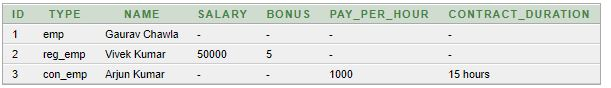 ID TYPE NAME SALARY BONUS PAY_PER_HOUR CONTRACT_DURATION
1 emp Gaurav Chawla - - - -
2 reg_emp Vivek Kumar 50000 5 - -
3 con_emp Arjun Kumar - - 1000 15 hours